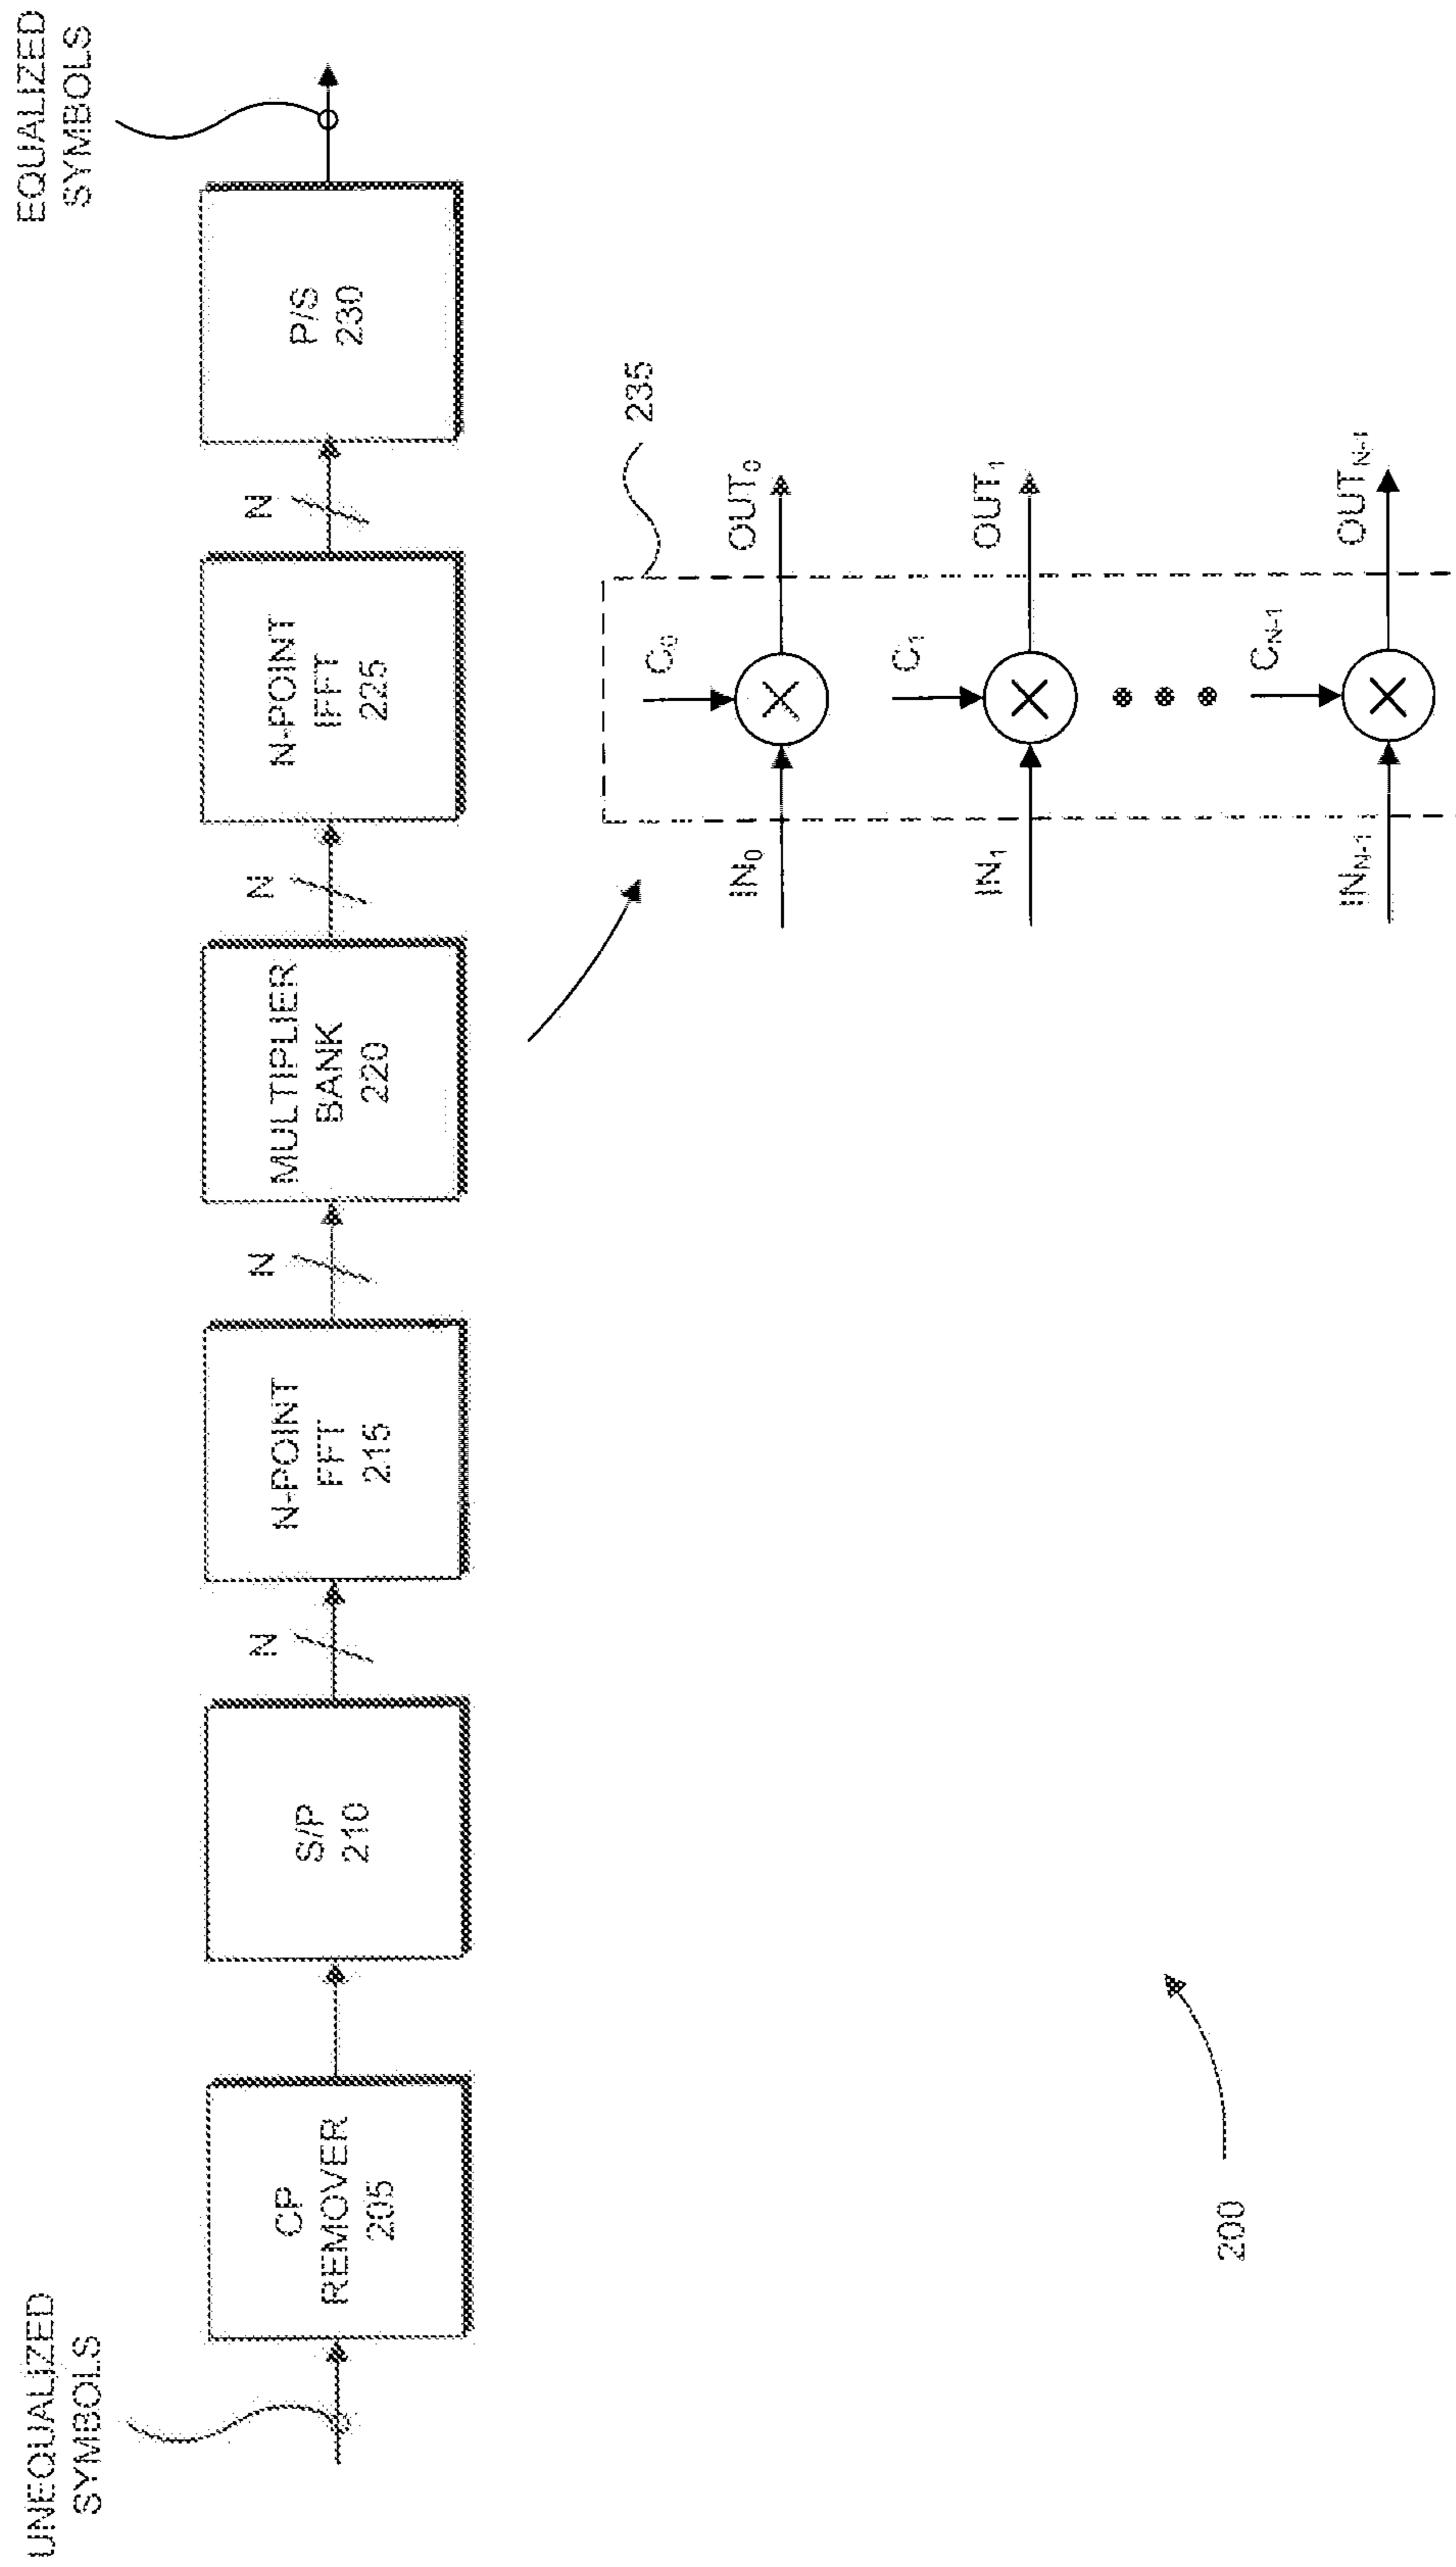 UNEQUALIZED
SYMBOLS
CP
REMOVER
205
S/P
210
N
N-POINT
FFT
215
N
MULTIPLIER
BANK
220
N
N-POINT
IFFT
225
N
P/S
230
EQUALIZED
SYMBOLS
235
IN0
C0
OUT0
IN1
C1
OUT1
INN-1
CN-1
OUTN-1
200